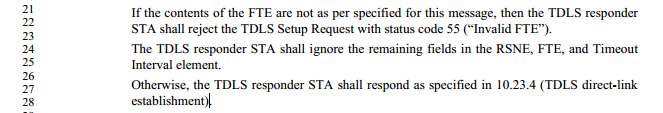 21 If the contents of the FTE are not as per specified for this message, then the TDLS responder
22 STA shall reject the TDLS Setup Request with status code 55 (“Invalid FTE”).
23
24 The TDLS responder STA shall ignore the remaining fields in the RSNE, FTE, and Timeout
25 Interval element.
26
27 Otherwise, the TDLS responder STA shall respond as specified in 10.23.4 (TDLS direct-link
28 establishment).